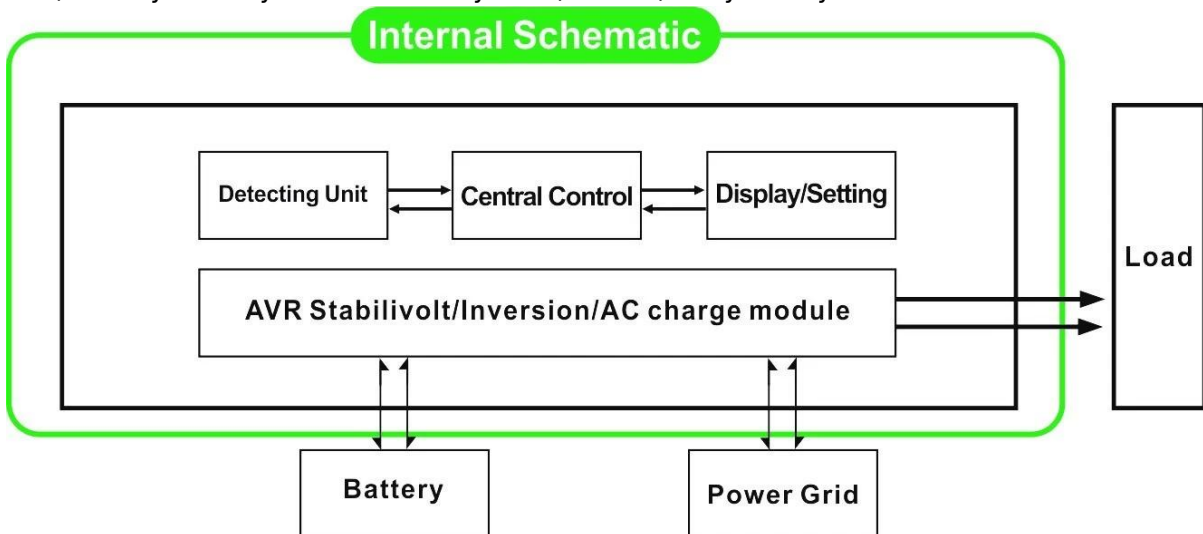 Internal Schematic
Detecting Unit
Central Control
Display/Setting
Load
AVR Stabilivolt/Inversion/AC charge module
Battery
Power Grid